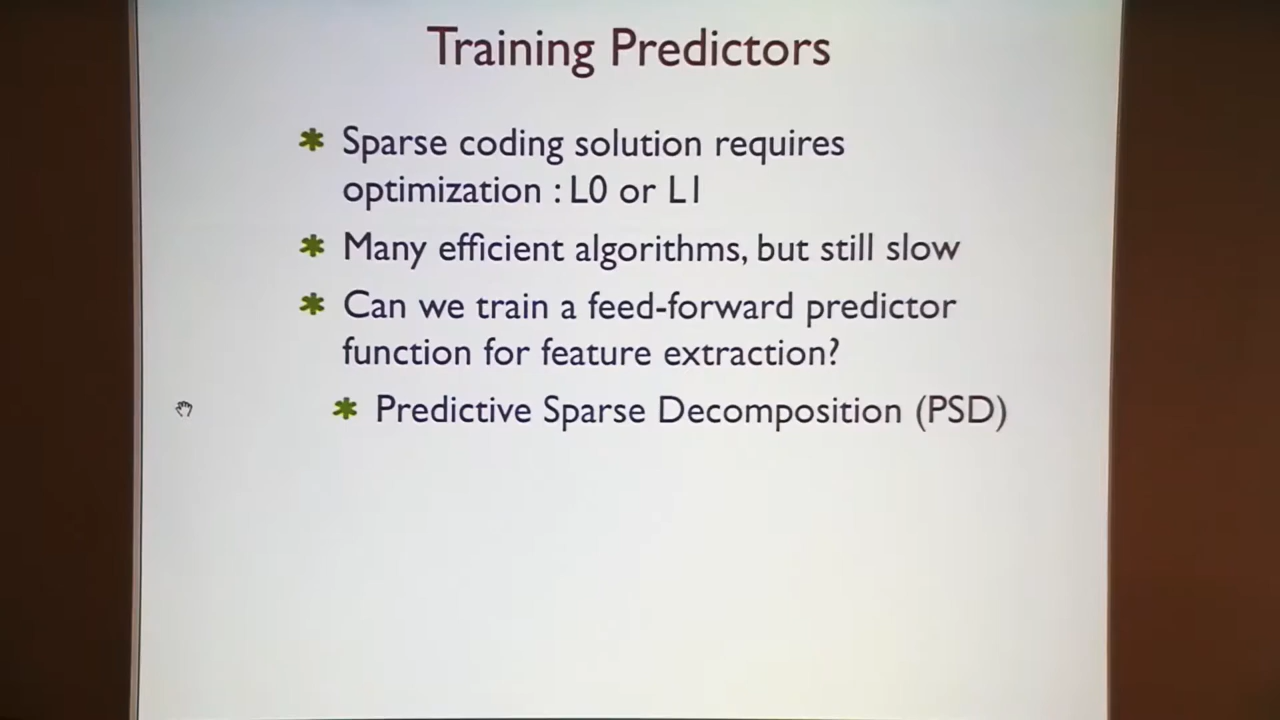 Training Predictors
Sparse coding solution requires
optimization : L0 or L1
Many efficient algorithms, but still slow
Can we train a feed-forward predictor
function for feature extraction?
Predictive Sparse Decomposition (PSD)